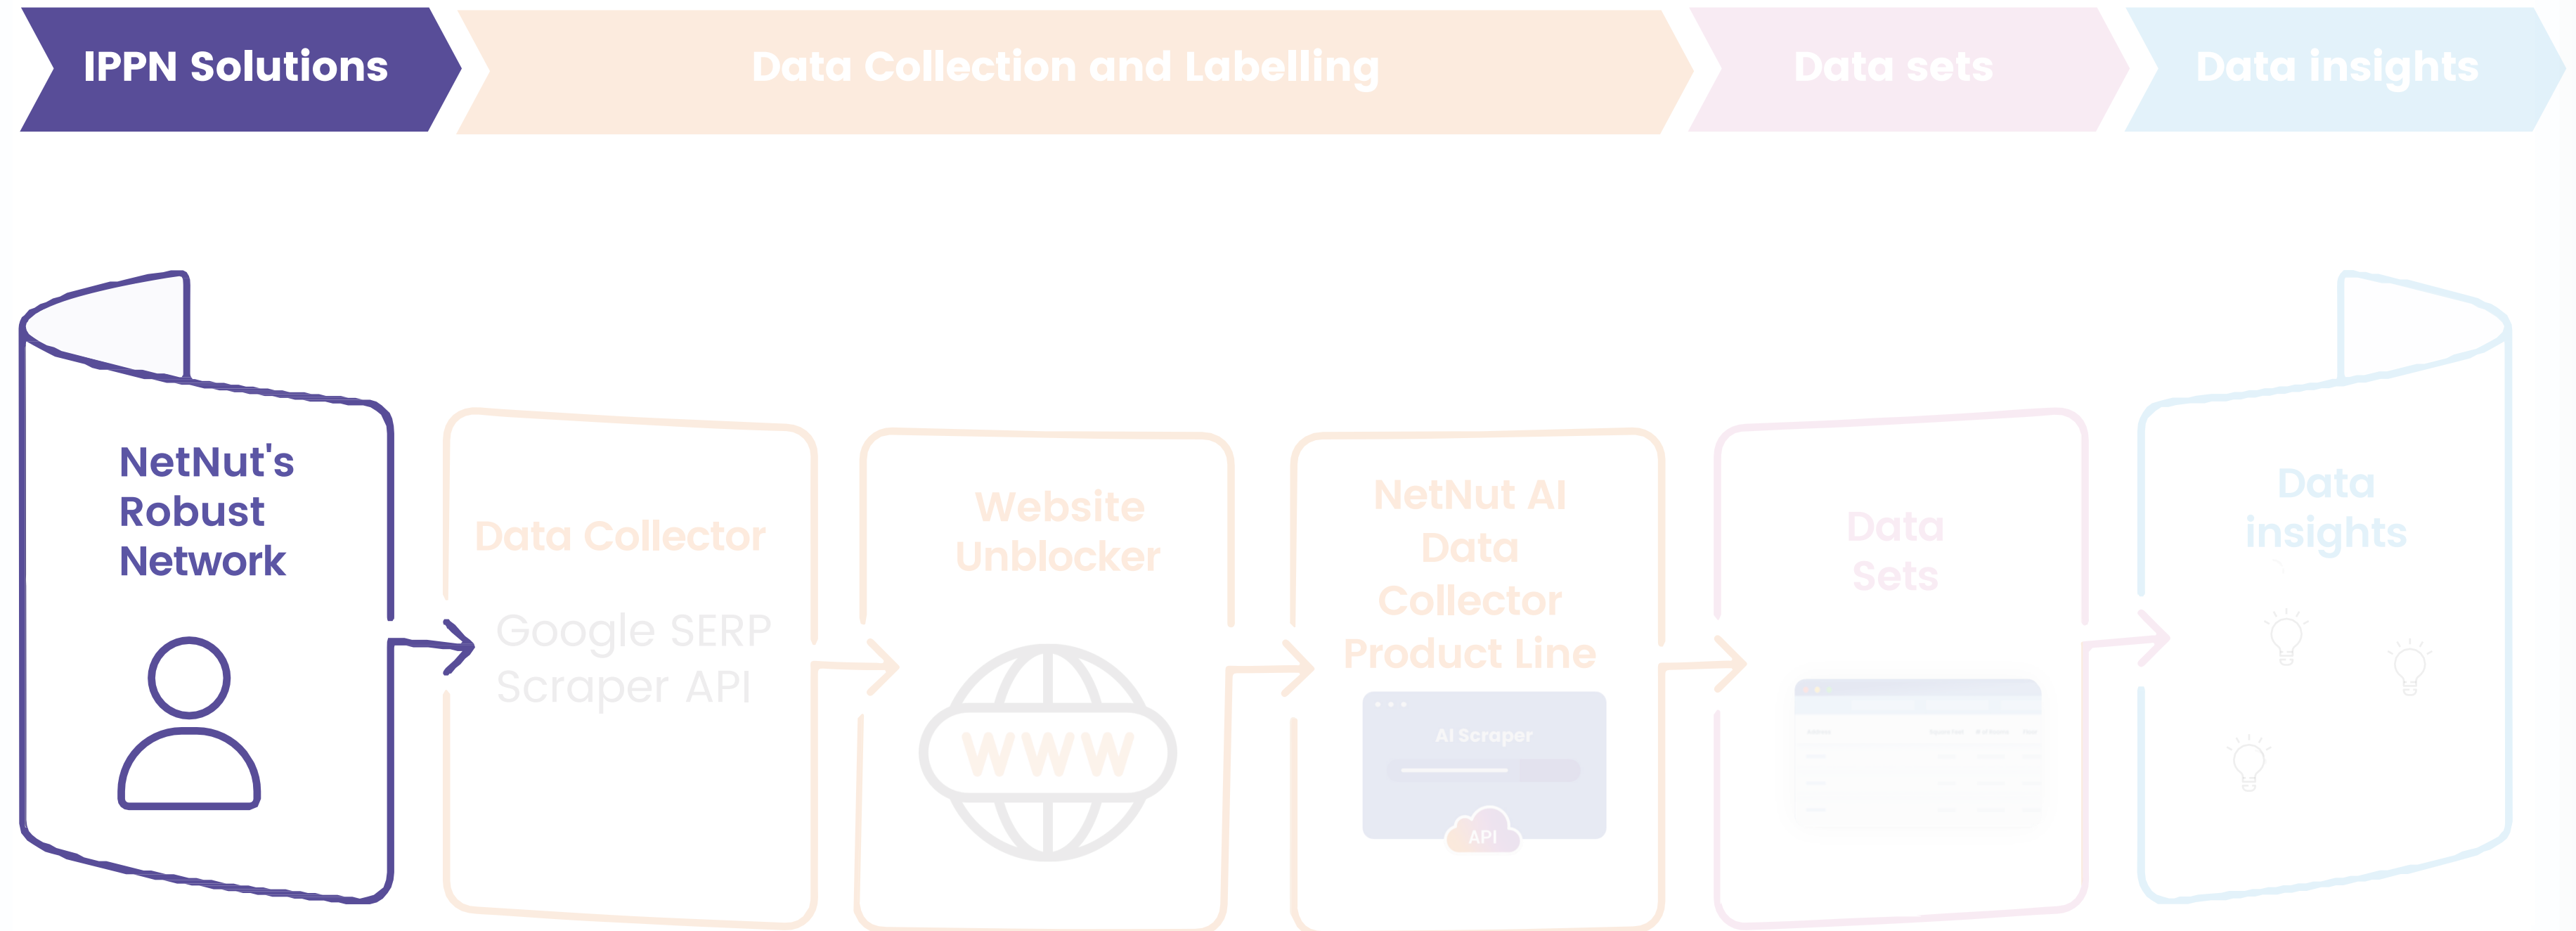 IPPN Solutions
Data Collection and Labelling
Data sets
Data insights
NetNut's
Robust
Network
Data Collector
Google SERP
Scraper API
Website
Unblocker
WWW
NetNut AI
Data
Collector
Product Line
AI Scraper
API
Data
Sets
Data
insights